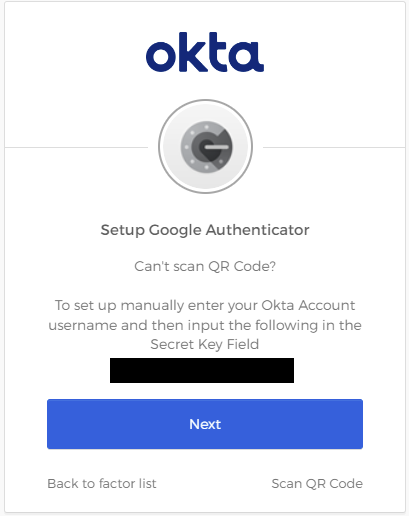 okta
Setup Google Authenticator
Can't scan QR Code?
To set up manually enter your Okta Account
username and then input the following in the
Secret Key Field
Next
Back to factor list
Scan QR Code